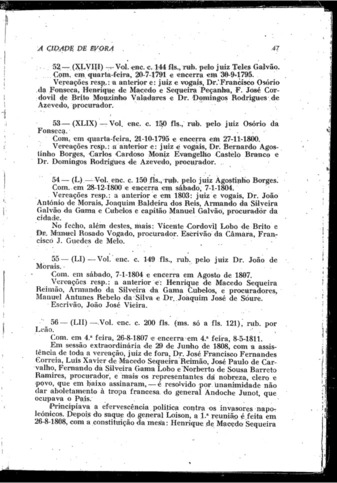 A CIDADE DE EVORA 47
52 — (XLVIII) — Vol. enc. c. 144 fls., rub. pelo juiz Teles Galvão.
Com. em quarta-feira, 20-7-1791 e encerra em 30-9-1795.
Vereações resp.: a anterior e: juiz e vogais, Dr. Francisco Osório
da Fonseca, Henrique de Macedo e Sequeira Peçanha, F. José Cor-
dovil de Brito Mouzinho Valadares e Dr. Domingos Rodrigues de
Azevedo, procurador.
53 — (XLIX) — Vol. enc. c. 150 fls., rub. pelo juiz Osório da
Fonseca.
Com. em quarta-feira, 21-10-1795 e encerra em 27-11-1800.
Vereações resp.: a anterior e: juiz e vogais, Dr. Bernardo Agos-
tinho Borges, Carlos Cardoso Moniz Evangelho Castelo Branco e
Dr. Domingos Rodrigues de Azevedo, procurador.
54 — (L) — Vol. enc. c. 150 fls., rub. pelo juiz Agostinho Borges.
Com. em 28-12-1800 e encerra em sábado, 7-1-1804.
Vereações resp.: a anterior e em 1803: juiz e vogais, Dr. João
António de Morais, Joaquim Baldeira dos Reis, Armando da Silveira
Galvão da Gama e Cubelos e capitão Manuel Galvão, procurador da
cidade.
No fecho, além destes, mais: Vicente Cordovil Lobo de Brito e
Dr. Manuel Rosado Vogado, procurador. Escrivão da Câmara, Fran-
cisco J. Guedes de Melo.
55 — (LI) — Vol. enc. c. 149 fls., rub. pelo juiz Dr. João de
Morais.
Com. em sábado, 7-1-1804 e encerra em Agosto de 1807.
Vereações resp.: a anterior e: Henrique de Macedo Sequeira
Reimão, Armando da Silveira da Gama Cubelos, e procuradores,
Manuel Antunes Rebelo da Silva e Dr. Joaquim José de Sóure.
Escrivão, João José Vieira.
56 — (LII) — Vol. enc. c. 200 fls. (ms. só a fls. 121), rub. por
Leão.
Com. em 4.ª feira, 26-8-1807 e encerra em 4.ª feira, 8-5-1811.
Em sessão extraordinária de 29 de Junho de 1808, com a assis-
tência de toda a vereação, juiz de fora, Dr. José Francisco Fernandes
Correia, Luís Xavier de Macedo Sequeira Reimão, José Paulo de Car-
valho, Fernando da Silveira Gama Lobo e Norberto de Sousa Barreto
Ramires, procurador, e mais os representantes da nobreza, clero e
povo, que em baixo assinaram, — é resolvido por unanimidade não
dar aboletamento à tropa francesa do general Andoche Junot, que
ocupava o País.
Principiava a efervescência política contra os invasores napo-
leónicos. Depois do saque do general Loison, a 1.ª reunião é feita em
26-8-1808, com a constituição da mesa: Henrique de Macedo Sequeira